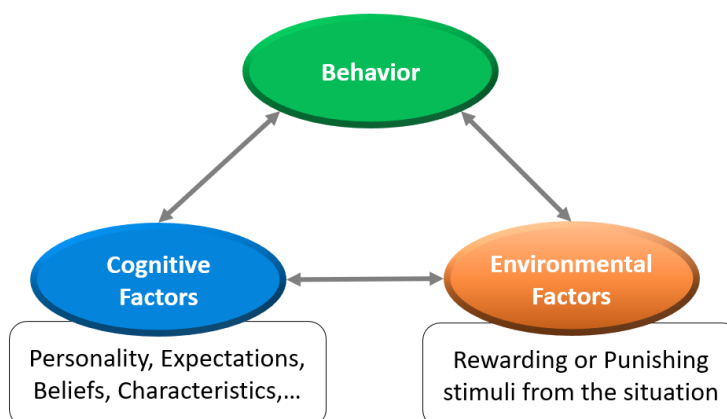 Behavior
Cognitive
Factors
Environmental
Factors
Personality, Expectations,
Beliefs, Characteristics,...
Rewarding or Punishing
stimuli from the situation